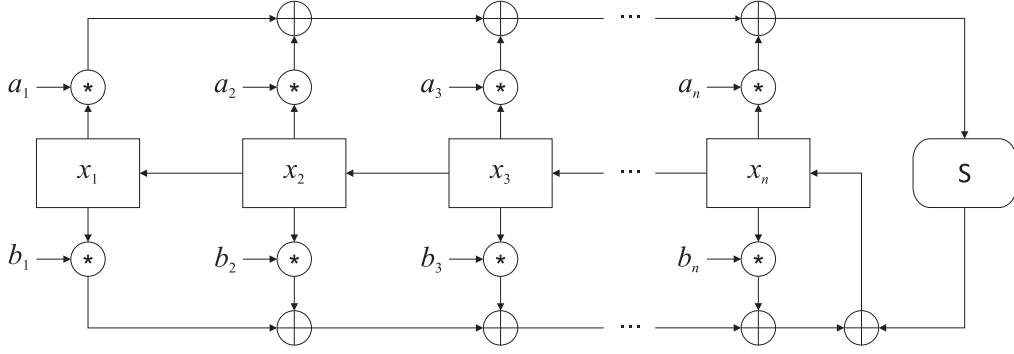 ...
a₁ * a₂ * a₃ * aₙ *
x₁ x₂ x₃ ... xₙ S
b₁ * b₂ * b₃ * bₙ *
...